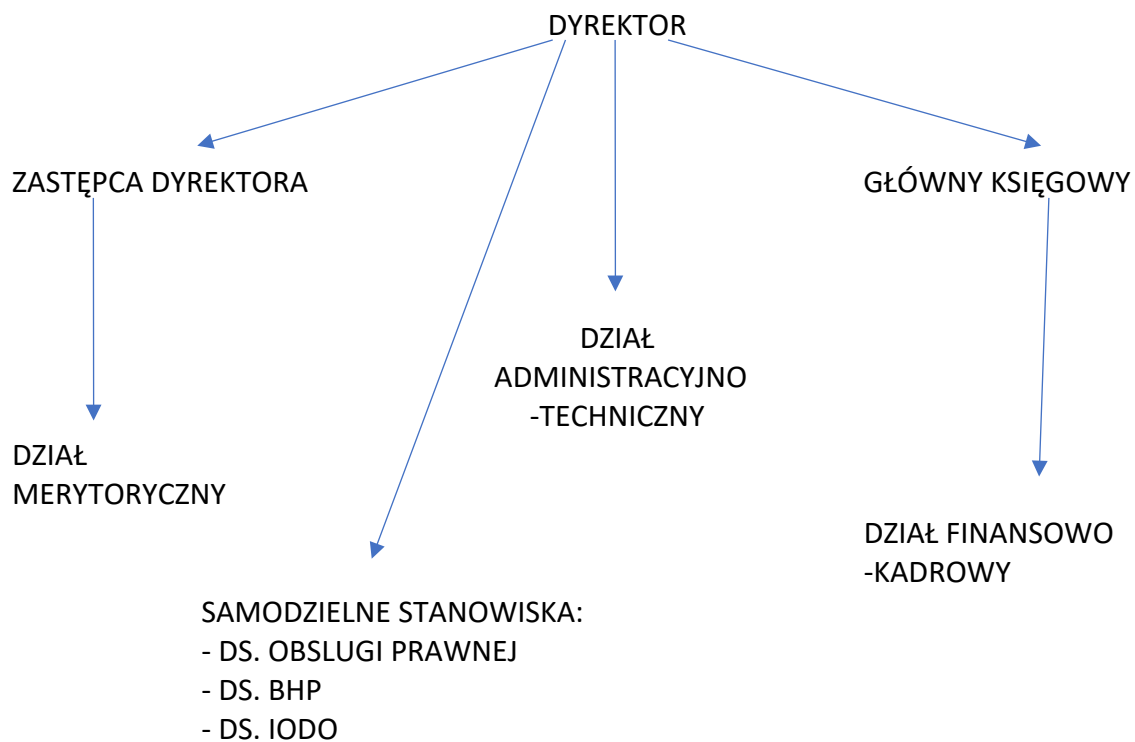 DYREKTOR
ZASTĘPCA DYREKTORA
GŁÓWNY KSIĘGOWY
DZIAŁ
ADMINISTRACYJNO
-TECHNICZNY
DZIAŁ
MERYTORYCZNY
DZIAŁ FINANSOWO
-KADROWY
SAMODZIELNE STANOWISKA:
- DS. OBSLUGI PRAWNEJ
- DS. BHP
- DS. IODO